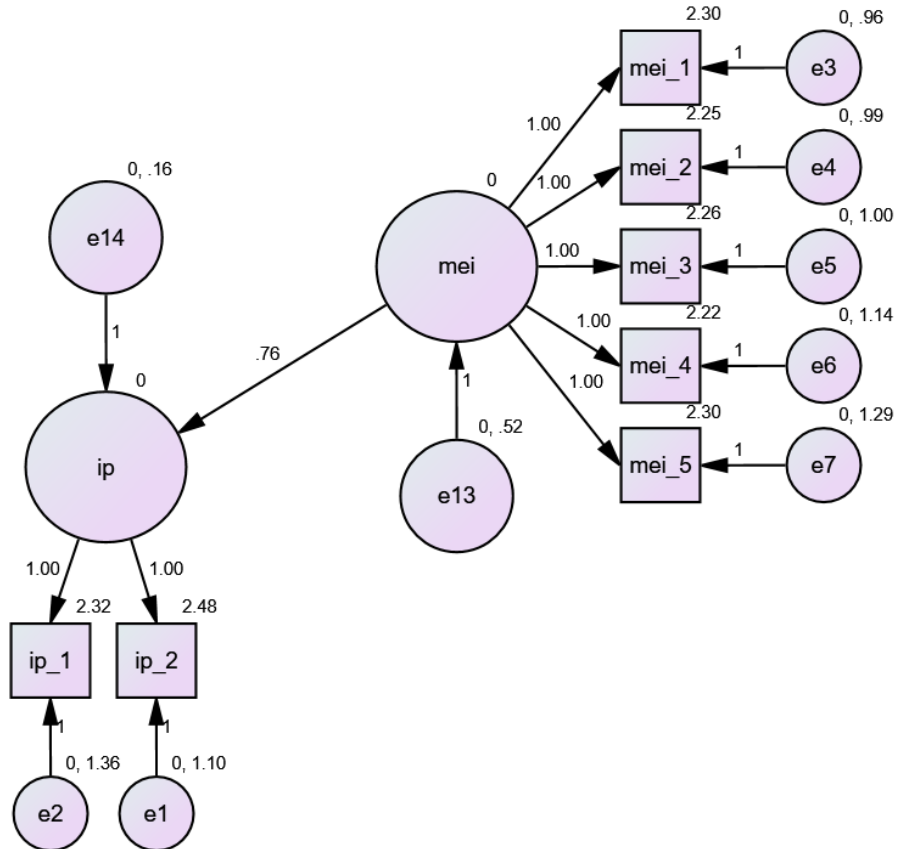 2.30
0, .96
mei_1
1
e3
1.00
2.25
0, .99
mei_2
1
e4
1.00
0, .16
e14
0
2.26
0, 1.00
mei
1.00
mei_3
1
e5
2.22
0, 1.14
1
1.00
mei_4
1
e6
.76
1.00
0
1
2.30
0, 1.29
0, .52
mei_5
1
e7
ip
e13
1.00
1.00
2.32
2.48
ip_1
ip_2
1
1
0, 1.36
0, 1.10
e2
e1